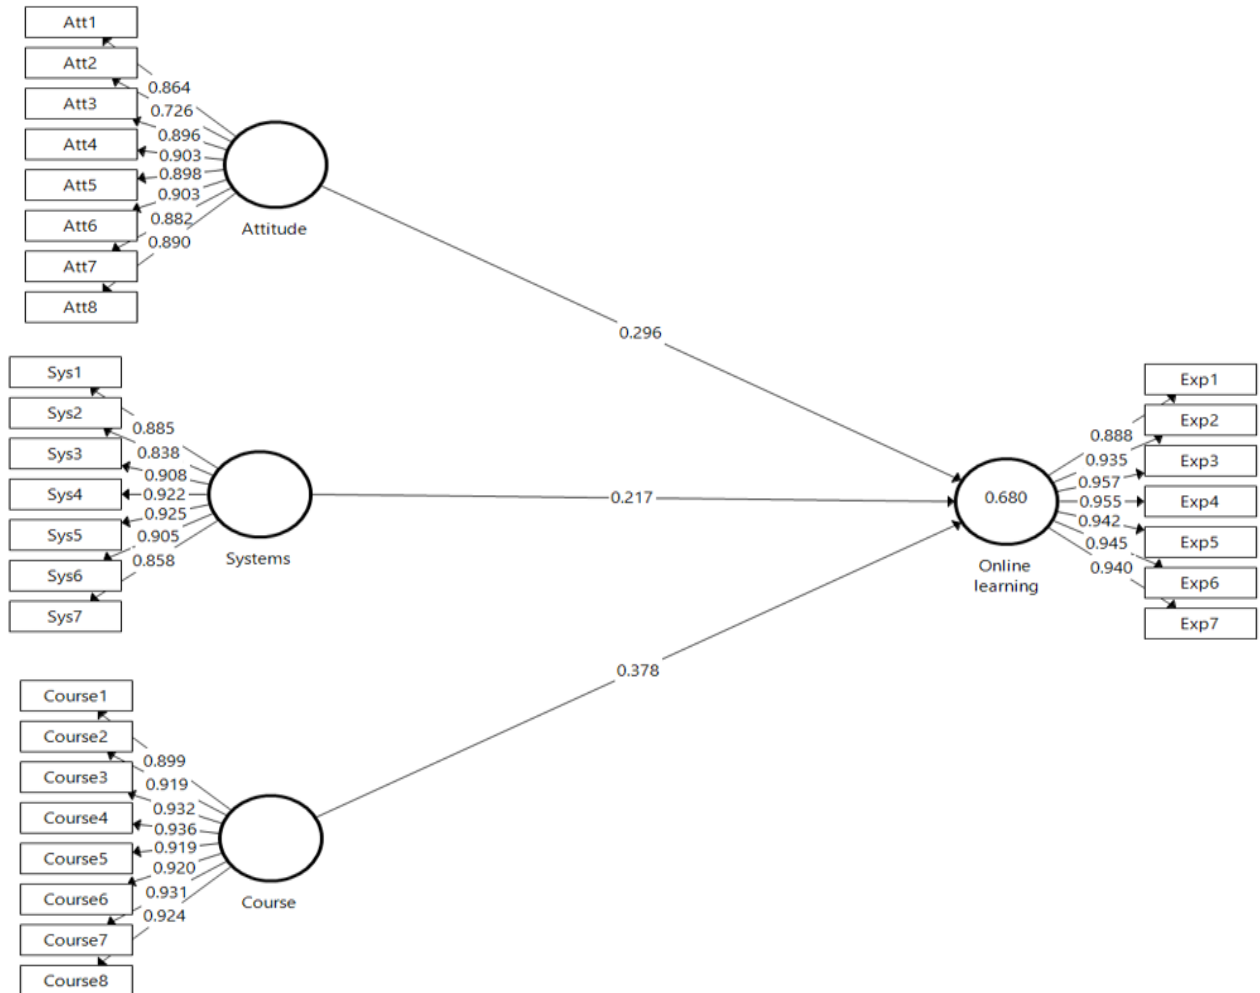 Att1
Att2
Att3
Att4
Att5
Att6
Att7
Att8
0.864
0.726
0.896
0.903
0.898
0.903
0.882
0.890
Attitude
0.296
Sys1
Sys2
Sys3
Sys4
Sys5
Sys6
Sys7
0.885
0.838
0.908
0.922
0.925
0.905
0.858
Systems
0.217
Course1
Course2
Course3
Course4
Course5
Course6
Course7
Course8
0.899
0.919
0.932
0.936
0.919
0.920
0.931
0.924
Course
0.378
0.680
Online
learning
0.888
0.935
0.957
0.955
0.942
0.945
0.940
Exp1
Exp2
Exp3
Exp4
Exp5
Exp6
Exp7